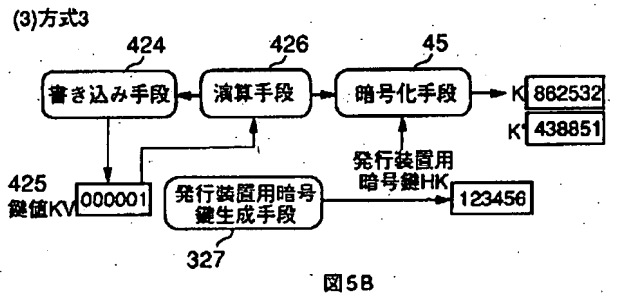 (3)方式3
424
426
45
書き込み手段
演算手段
暗号化手段
K 862532
K' 438851
発行装置用
暗号鍵HK
425
鍵値KV 000001
発行装置用暗号
鍵生成手段
123456
327
図5B